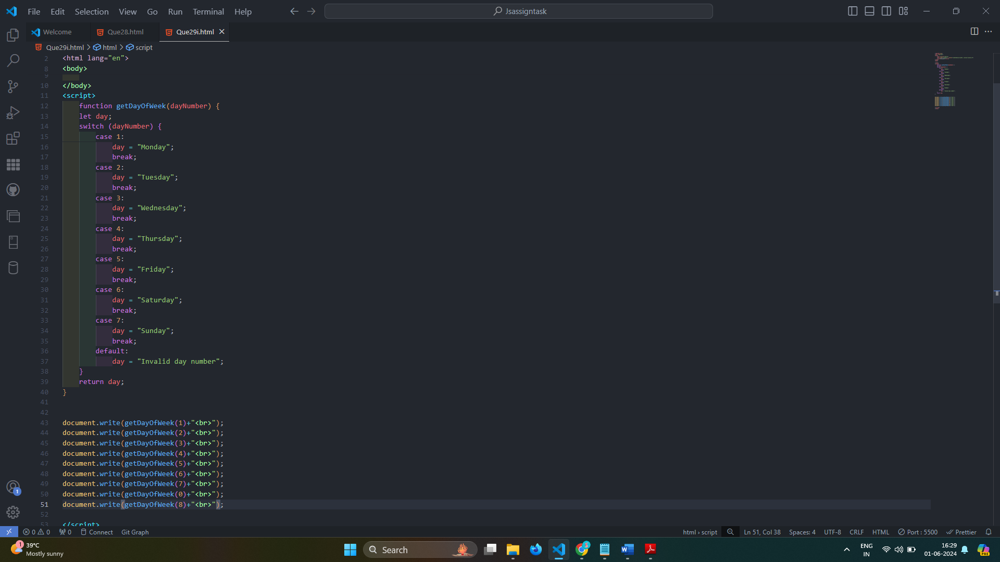 File Edit Selection View Go Run Terminal Help
Jsassigntask
Welcome
Que28.html
Que29i.html
Que29i.html > html > script
2 <html lang="en">
8 <body>
9
10 </body>
11 <script>
12 function getDayOfWeek(dayNumber) {
13 let day;
14 switch (dayNumber) {
15 case 1:
16 day = "Monday";
17 break;
18 case 2:
19 day = "Tuesday";
20 break;
21 case 3:
22 day = "Wednesday";
23 break;
24 case 4:
25 day = "Thursday";
26 break;
27 case 5:
28 day = "Friday";
29 break;
30 case 6:
31 day = "Saturday";
32 break;
33 case 7:
34 day = "Sunday";
35 break;
36 default:
37 day = "Invalid day number";
38 }
39 return day;
40 }
41
42
43 document.write(getDayOfWeek(1)+"<br>");
44 document.write(getDayOfWeek(2)+"<br>");
45 document.write(getDayOfWeek(3)+"<br>");
46 document.write(getDayOfWeek(4)+"<br>");
47 document.write(getDayOfWeek(5)+"<br>");
48 document.write(getDayOfWeek(6)+"<br>");
49 document.write(getDayOfWeek(7)+"<br>");
50 document.write(getDayOfWeek(0)+"<br>");
51 document.write(getDayOfWeek(8)+"<br>");
52
53 </script>
1
0 0 0 Connect Git Graph
html > script Ln 51, Col 38 Spaces: 4 UTF-8 CRLF HTML Port : 5500 Prettier
1
39°C
Mostly sunny
Search
ENG
IN
16:29
01-06-2024
PRE